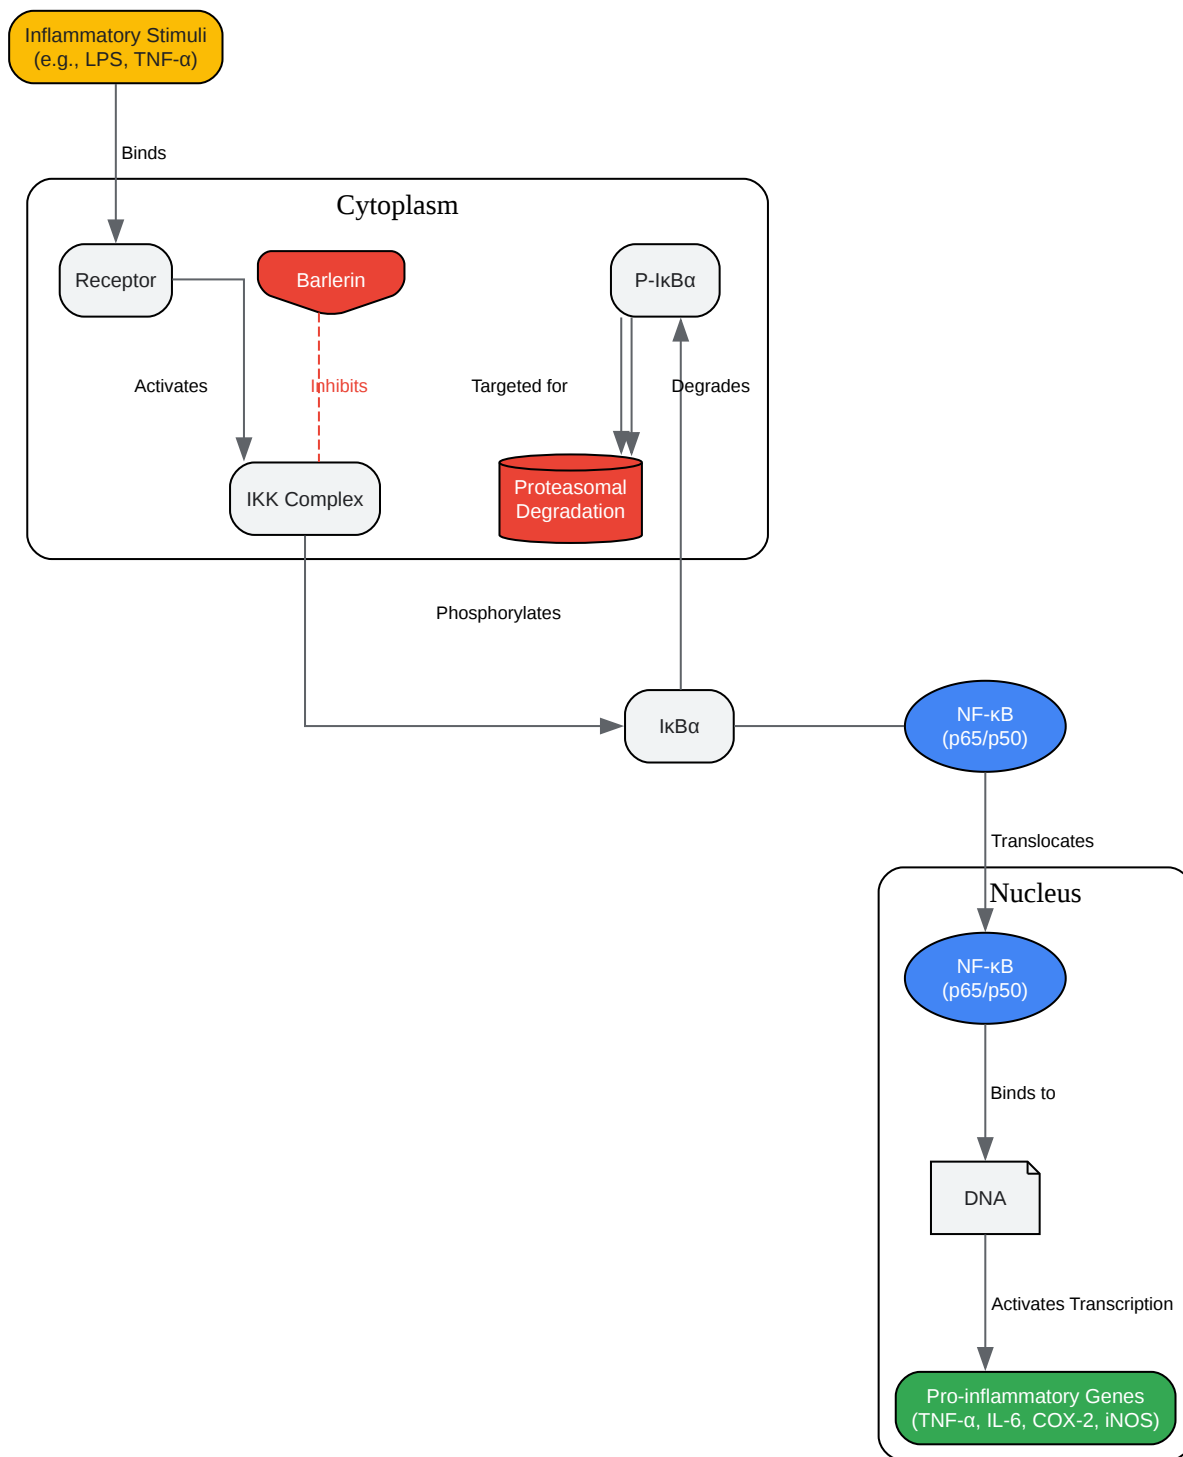 Inflammatory Stimuli
(e.g., LPS, TNF-α)
Binds
Cytoplasm
Receptor
Barlerin
P-IκBα
Activates
Inhibits
Targeted for
Degrades
IKK Complex
Proteasomal
Degradation
Phosphorylates
IκBα
NF-κB
(p65/p50)
Translocates
Nucleus
NF-κB
(p65/p50)
Binds to
DNA
Activates Transcription
Pro-inflammatory Genes
(TNF-α, IL-6, COX-2, iNOS)